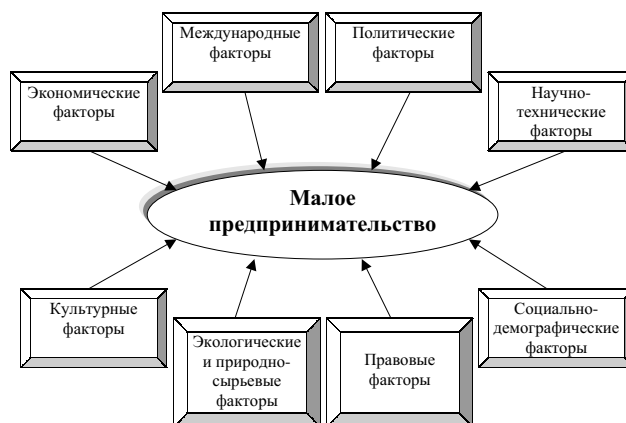 Международные
факторы
Политические
факторы
Экономические
факторы
Научно-
технические
факторы
Малое
предпринимательство
Культурные
факторы
Экологические
и природно-
сырьевые
факторы
Правовые
факторы
Социально-
демографические
факторы